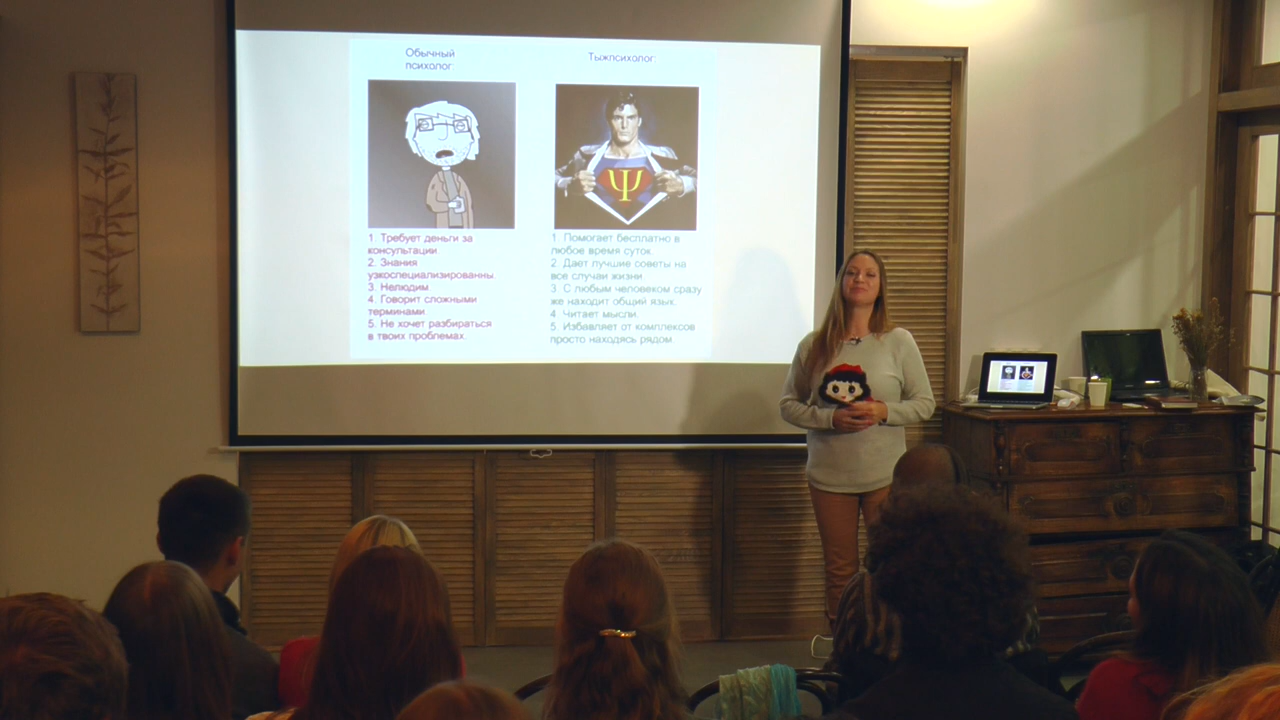 Обычный
психолог:
1. Требует деньги за
консультации.
2. Знания
узкоспециализированны.
3. Нелюдим
4. Говорит сложными
терминами
5. Не хочет разбираться
в твоих проблемах.
Тыжпсихолог:
Ψ
1. Помогает бесплатно в
любое время суток.
2. Дает лучшие советы на
все случаи жизни
3. С любым человеком сразу
же находит общий язык.
4. Читает мысли.
5. Избавляет от комплексов
просто находясь рядом